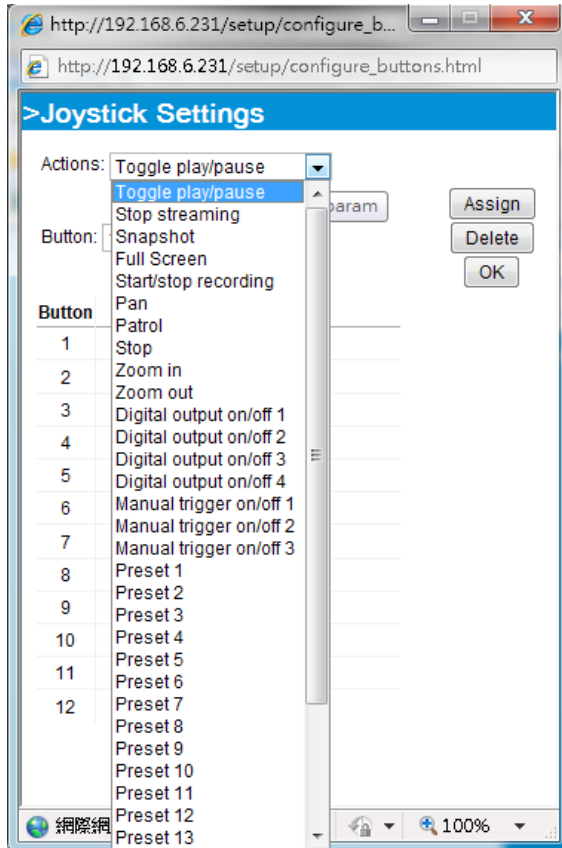 http://192.168.6.231/setup/configure_b...
http://192.168.6.231/setup/configure_buttons.html
>Joystick Settings
Actions: Toggle play/pause
Toggle play/pause
param
Assign
Stop streaming
Button:
Snapshot
Delete
Full Screen
OK
Start/stop recording
Button
Pan
Patrol
1
Stop
2
Zoom in
Zoom out
3
Digital output on/off 1
4
Digital output on/off 2
Digital output on/off 3
5
Digital output on/off 4
6
Manual trigger on/off 1
Manual trigger on/off 2
7
Manual trigger on/off 3
8
Preset 1
Preset 2
9
Preset 3
10
Preset 4
Preset 5
11
Preset 6
12
Preset 7
Preset 8
Preset 9
Preset 10
Preset 11
Preset 12
Preset 13
網際網
100%